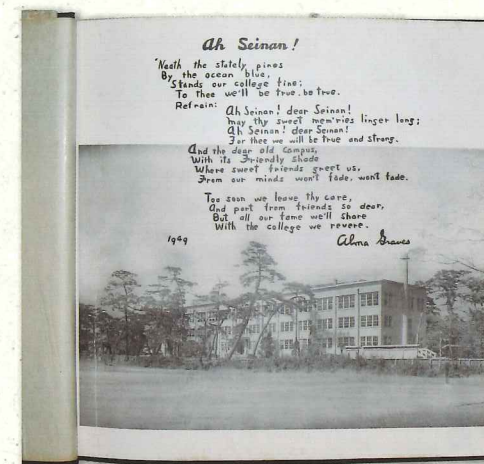 Ah Seinan!
'Neath the stately pines
By the ocean blue,
Stands our college fine;
To Thee we'll be true, be true.
Refrain:
Ah Seinan! dear Seinan!
May thy sweet mem'ries linger long;
Ah Seinan! dear Seinan!
For thee we will be true and strong.
And the dear old campus,
With its Friendly shade
Where sweet friends greet us,
From our minds won't fade, won't fade.
Too soon we leave thy care,
And part from friends so dear,
But all our fame we'll share
With the college we revere.
1949
Alma Graves